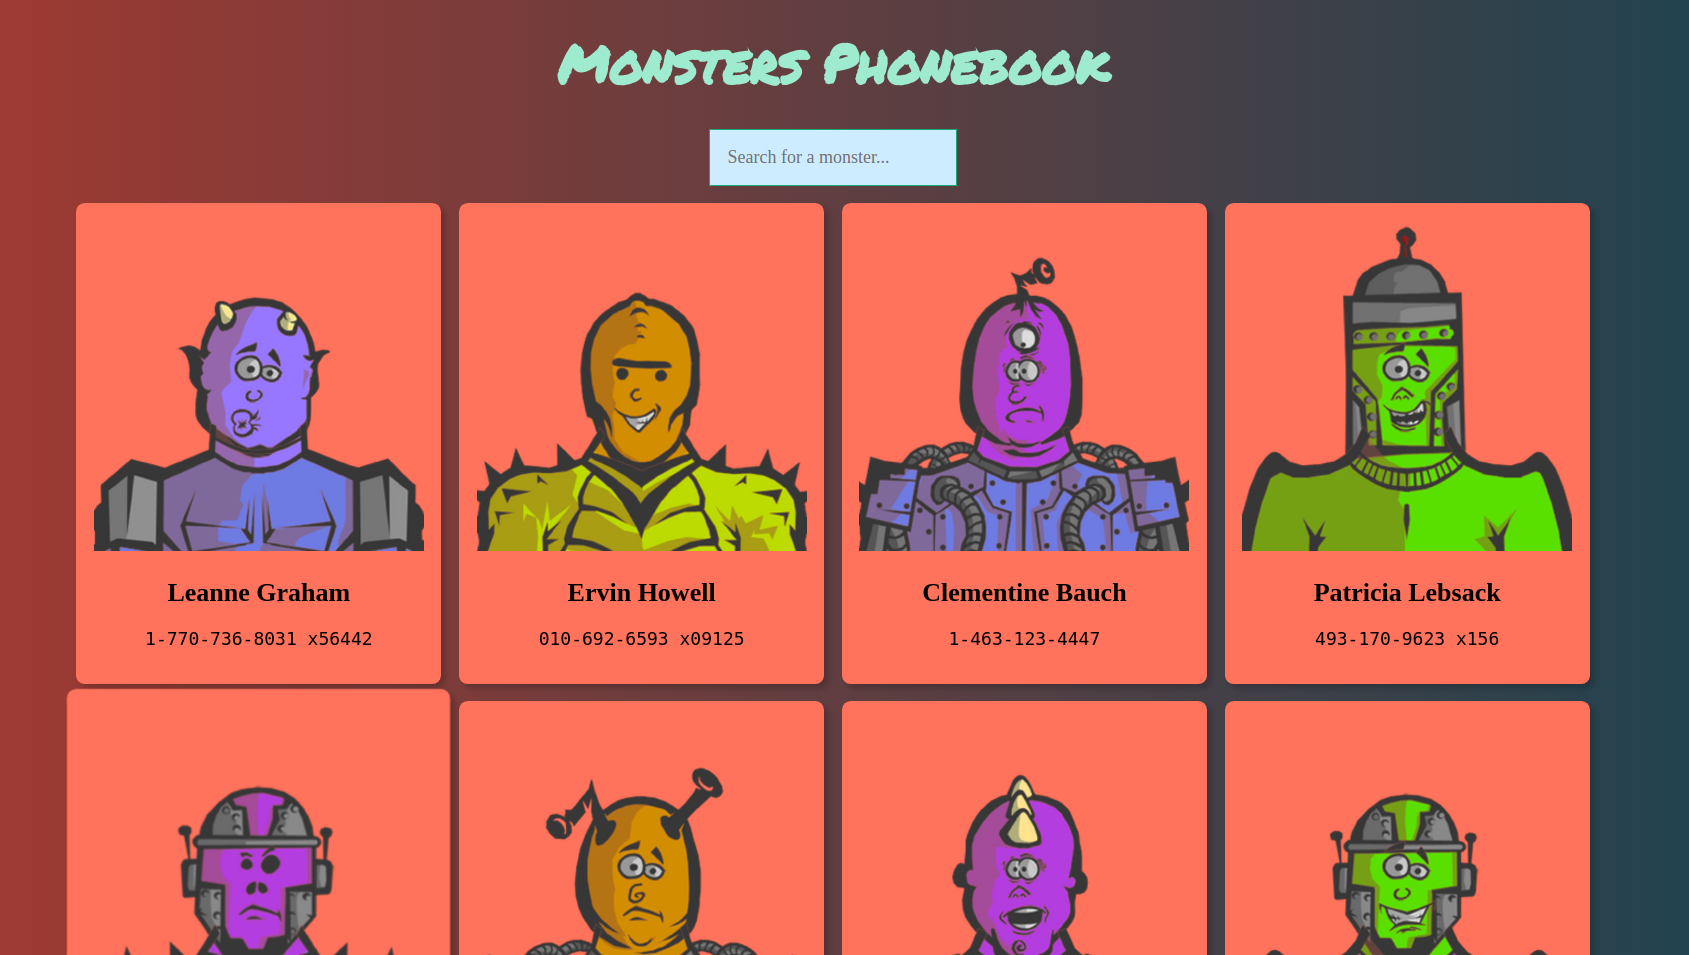 Monsters Phonebook
Search for a monster...
Leanne Graham
1-770-736-8031 x56442
Ervin Howell
010-692-6593 x09125
Clementine Bauch
1-463-123-4447
Patricia Lebsack
493-170-9623 x156